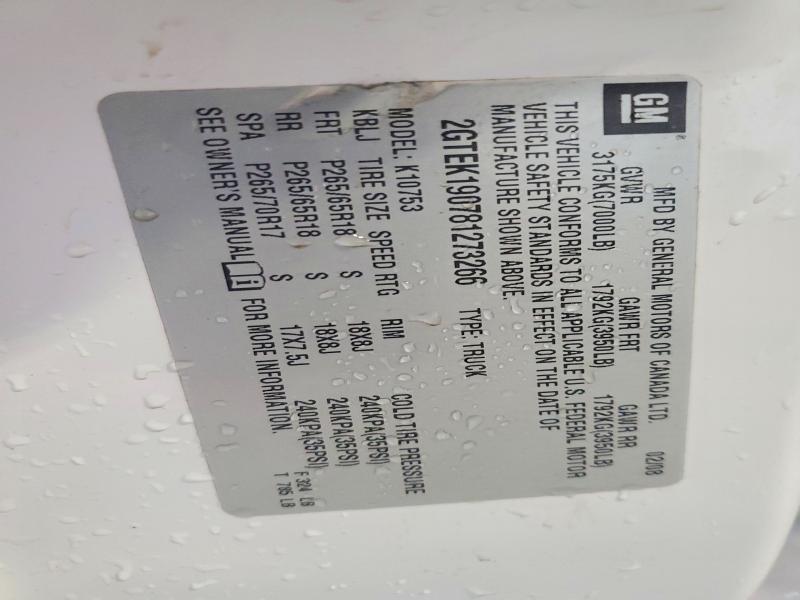 GM®
MFD BY GENERAL MOTORS OF CANADA LTD. 02/08
GVWR GAWR FRT GAWR RR
3175KG(7000LB) 1792KG(3950LB) 1792KG(3950LB)
THIS VEHICLE CONFORMS TO ALL APPLICABLE U.S. FEDERAL MOTOR
VEHICLE SAFETY STANDARDS IN EFFECT ON THE DATE OF
MANUFACTURE SHOWN ABOVE.
2GTEK190781273266 TYPE: TRUCK
MODEL: K10753
KBLJ TIRE SIZE SPEED RTG RIM COLD TIRE PRESSURE
FRT P265/65R18 S 18X8J 240KPA(35PSI)
RR P265/65R18 S 18X8J 240KPA(35PSI)
SPA P265/70R17 S 17X7.5J 240KPA(35PSI) F 324 LB
SEE OWNER'S MANUAL FOR MORE INFORMATION. T 785 LB